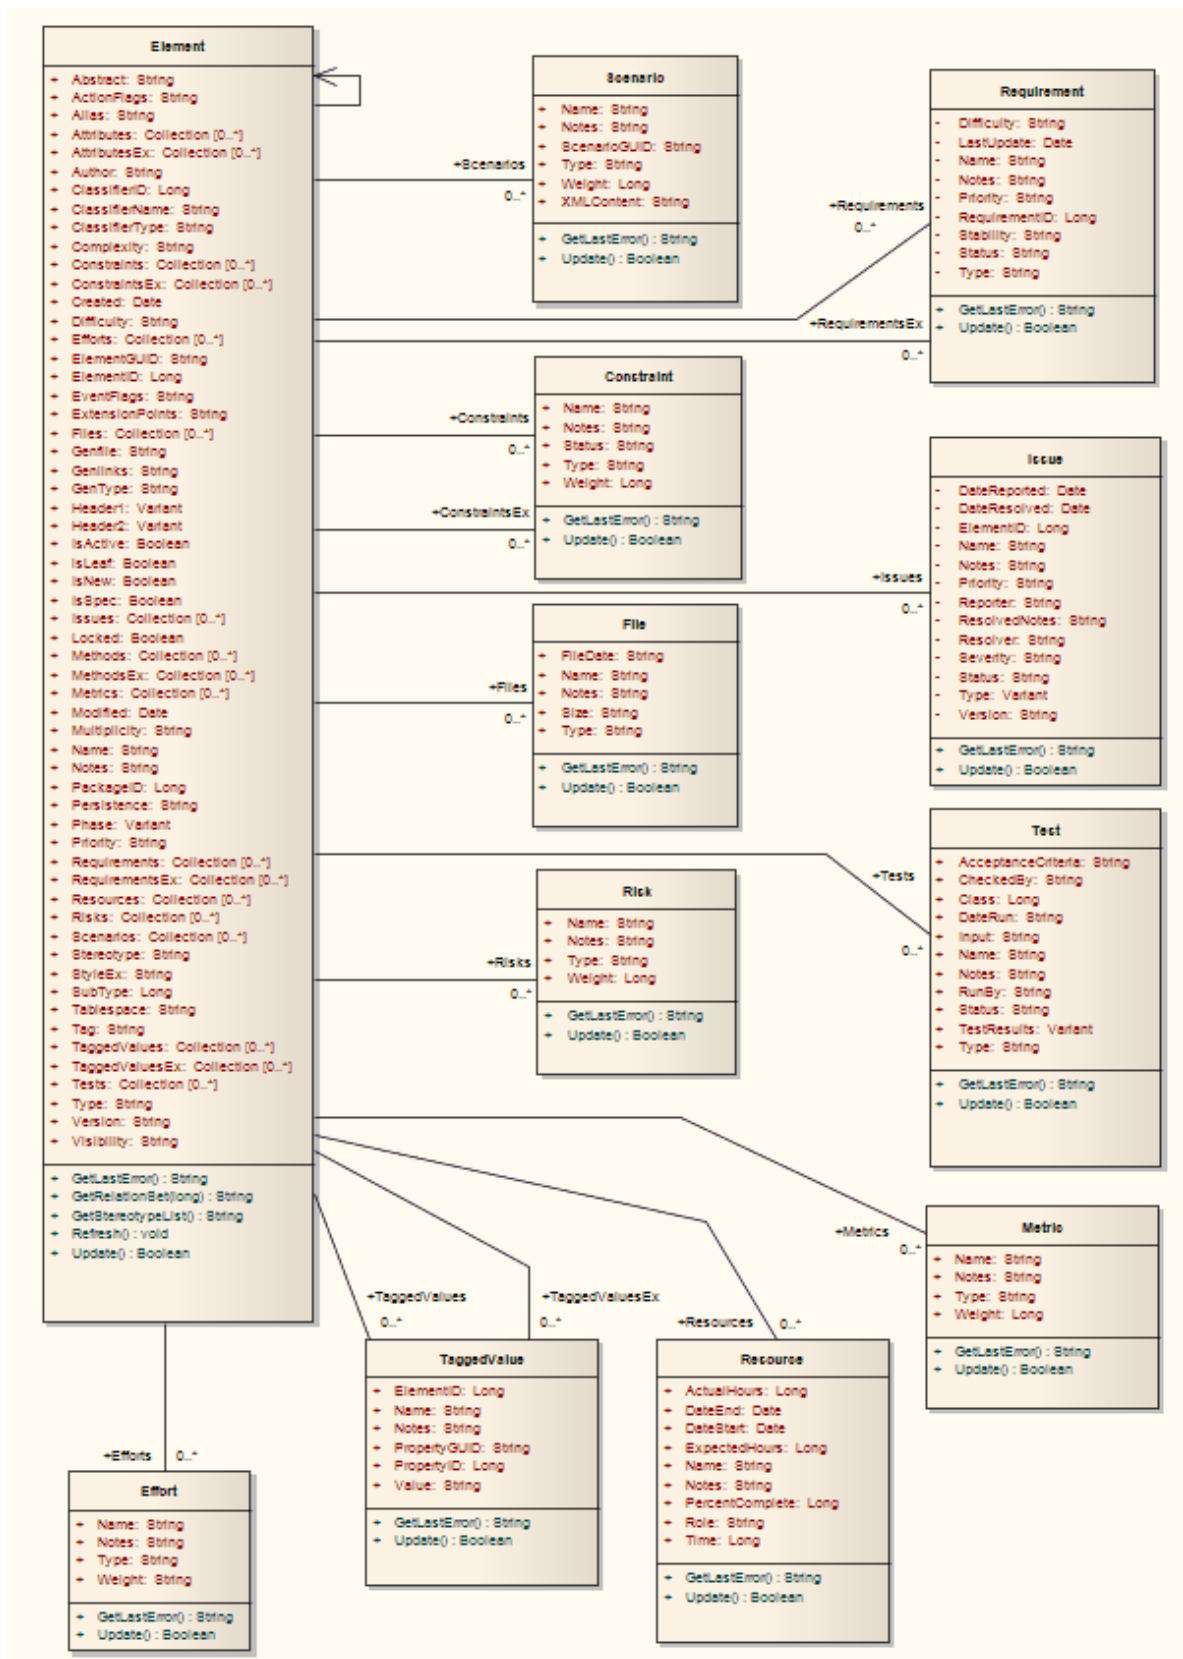 Element
+ Abstract: String
+ ActionFlags: String
+ Alias: String
+ Attributes: Collection [0..*]
+ AttributesEx: Collection [0..*]
+ Author: String
+ ClassifierID: Long
+ ClassifierName: String
+ ClassifierType: String
+ Complexity: String
+ Constraints: Collection [0..*]
+ ConstraintsEx: Collection [0..*]
+ Created: Date
+ Difficulty: String
+ Efforts: Collection [0..*]
+ ElementGUID: String
+ ElementID: Long
+ EventFlags: String
+ ExtensionPoints: String
+ Files: Collection [0..*]
+ Genfile: String
+ Genlinks: String
+ GenType: String
+ Header1: Variant
+ Header2: Variant
+ IsActive: Boolean
+ IsLeaf: Boolean
+ IsNew: Boolean
+ IsSpec: Boolean
+ Issues: Collection [0..*]
+ Locked: Boolean
+ Methods: Collection [0..*]
+ MethodsEx: Collection [0..*]
+ Metrics: Collection [0..*]
+ Modified: Date
+ Multiplicity: String
+ Name: String
+ Notes: String
+ PackageID: Long
+ Persistence: String
+ Phase: Variant
+ Priority: String
+ Requirements: Collection [0..*]
+ RequirementsEx: Collection [0..*]
+ Resources: Collection [0..*]
+ Risks: Collection [0..*]
+ Scenarios: Collection [0..*]
+ Stereotype: String
+ StyleEx: String
+ SubType: Long
+ Tablespace: String
+ Tag: String
+ TaggedValues: Collection [0..*]
+ TaggedValuesEx: Collection [0..*]
+ Tests: Collection [0..*]
+ Type: String
+ Version: String
+ Visibility: String
+ GetLastError() : String
+ GetRelationSet(long) : String
+ GetStereotypeList() : String
+ Refresh() : void
+ Update() : Boolean
+Scenarios
0..*
Scenario
+ Name: String
+ Notes: String
+ ScenarioGUID: String
+ Type: String
+ Weight: Long
+ XMLContent: String
+ GetLastError() : String
+ Update() : Boolean
+Requirements
0..*
+RequirementsEx
0..*
Requirement
- Difficulty: String
- LastUpdate: Date
- Name: String
- Notes: String
- Priority: String
- RequirementID: Long
- Stability: String
- Status: String
- Type: String
+ GetLastError() : String
+ Update() : Boolean
+Constraints
0..*
+ConstraintsEx
0..*
Constraint
+ Name: String
+ Notes: String
+ Status: String
+ Type: String
+ Weight: Long
+ GetLastError() : String
+ Update() : Boolean
+Issues
0..*
Issue
- DateReported: Date
- DateResolved: Date
- ElementID: Long
- Name: String
- Notes: String
- Priority: String
- Reporter: String
- ResolvedNotes: String
- Resolver: String
- Severity: String
- Status: String
- Type: Variant
- Version: String
+ GetLastError() : String
+ Update() : Boolean
+Files
0..*
File
+ FileDate: String
+ Name: String
+ Notes: String
+ Size: String
+ Type: String
+ GetLastError() : String
+ Update() : Boolean
+Tests
0..*
Test
+ AcceptanceCriteria: String
+ CheckedBy: String
+ Class: Long
+ DateRun: String
+ Input: String
+ Name: String
+ Notes: String
+ RunBy: String
+ Status: String
+ TestResults: Variant
+ Type: String
+ GetLastError() : String
+ Update() : Boolean
+Risks
0..*
Risk
+ Name: String
+ Notes: String
+ Type: String
+ Weight: Long
+ GetLastError() : String
+ Update() : Boolean
+Metrics
0..*
Metric
+ Name: String
+ Notes: String
+ Type: String
+ Weight: Long
+ GetLastError() : String
+ Update() : Boolean
+TaggedValues
0..*
+TaggedValuesEx
0..*
TaggedValue
+ ElementID: Long
+ Name: String
+ Notes: String
+ PropertyGUID: String
+ PropertyID: Long
+ Value: String
+ GetLastError() : String
+ Update() : Boolean
+Resources
0..*
Resource
+ ActualHours: Long
+ DateEnd: Date
+ DateStart: Date
+ ExpectedHours: Long
+ Name: String
+ Notes: String
+ PercentComplete: Long
+ Role: String
+ Time: Long
+ GetLastError() : String
+ Update() : Boolean
+Efforts
0..*
Effort
+ Name: String
+ Notes: String
+ Type: String
+ Weight: String
+ GetLastError() : String
+ Update() : Boolean